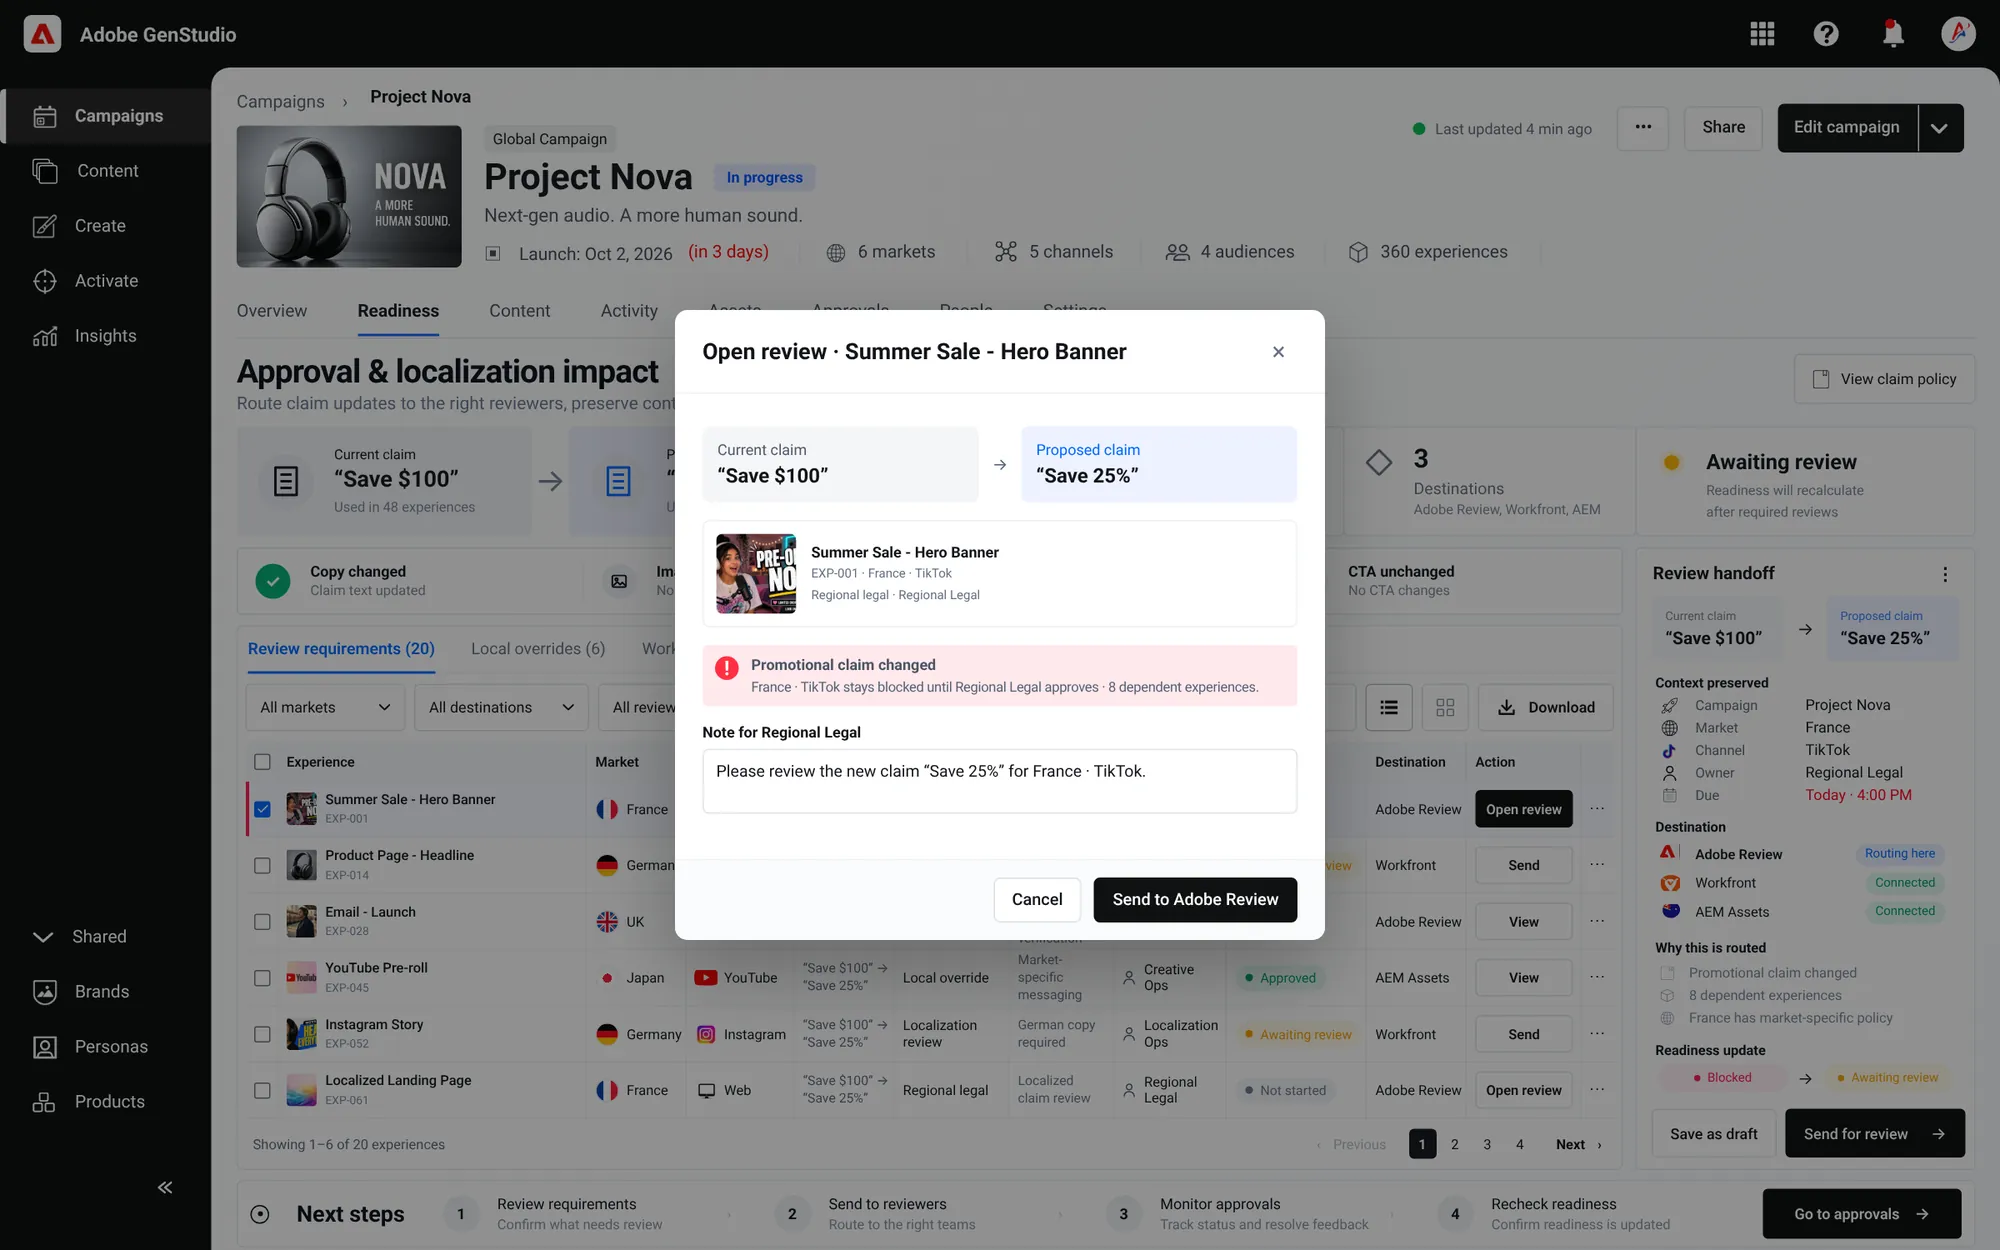 Adobe GenStudio
Campaigns
Content
Create
Activate
Insights
Shared
Brands
Personas
Products
Campaigns › Project Nova
NOVA
A MORE
HUMAN SOUND.
Global Campaign
Project Nova
In progress
Next-gen audio. A more human sound.
Launch: Oct 2, 2026 (in 3 days)
6 markets
5 channels
4 audiences
360 experiences
Last updated 4 min ago
Share
Edit campaign
Overview
Readiness
Content
Activity
Assets
Approvals
People
Settings
Approval & localization impact
Route claim updates to the right reviewers, preserve
View claim policy
Current claim
“Save $100”
Used in 48 experiences
3
Destinations
Adobe Review, Workfront, AEM
Awaiting review
Readiness will recalculate
after required reviews
Copy changed
Claim text updated
CTA unchanged
No CTA changes
Review requirements (20)
Local overrides (6)
All markets
All destinations
All review
Download
Experience
Market
Destination
Action
Summer Sale - Hero Banner
EXP-001
France
Adobe Review
Open review
Product Page - Headline
EXP-014
German
Workfront
Send
Email - Launch
EXP-028
UK
Adobe Review
View
YouTube Pre-roll
EXP-045
Japan
YouTube
“Save $100” →
“Save 25%”
Local override
Market-
specific
messaging
Creative
Ops
Approved
AEM Assets
View
Instagram Story
EXP-052
Germany
Instagram
“Save $100” →
“Save 25%”
Localization
review
German copy
required
Localization
Ops
Awaiting review
Workfront
Send
Localized Landing Page
EXP-061
France
Web
“Save $100” →
“Save 25%”
Regional legal
Localized
claim review
Regional
Legal
Not started
Adobe Review
Open review
Showing 1–6 of 20 experiences
‹ Previous
1
2
3
4
Next ›
Open review · Summer Sale - Hero Banner
Current claim
“Save $100”
→
Proposed claim
“Save 25%”
Summer Sale - Hero Banner
EXP-001 · France · TikTok
Regional legal · Regional Legal
Promotional claim changed
France · TikTok stays blocked until Regional Legal approves · 8 dependent experiences.
Note for Regional Legal
Please review the new claim “Save 25%” for France · TikTok.
Cancel
Send to Adobe Review
Review handoff
Current claim
“Save $100”
→
Proposed claim
“Save 25%”
Context preserved
Campaign Project Nova
Market France
Channel TikTok
Owner Regional Legal
Due Today · 4:00 PM
Destination
Adobe Review Routing here
Workfront Connected
AEM Assets Connected
Why this is routed
Promotional claim changed
8 dependent experiences
France has market-specific policy
Readiness update
Blocked → Awaiting review
Save as draft
Send for review →
Next steps
1
Review requirements
Confirm what needs review
2
Send to reviewers
Route to the right teams
3
Monitor approvals
Track status and resolve feedback
4
Recheck readiness
Confirm readiness is updated
Go to approvals →